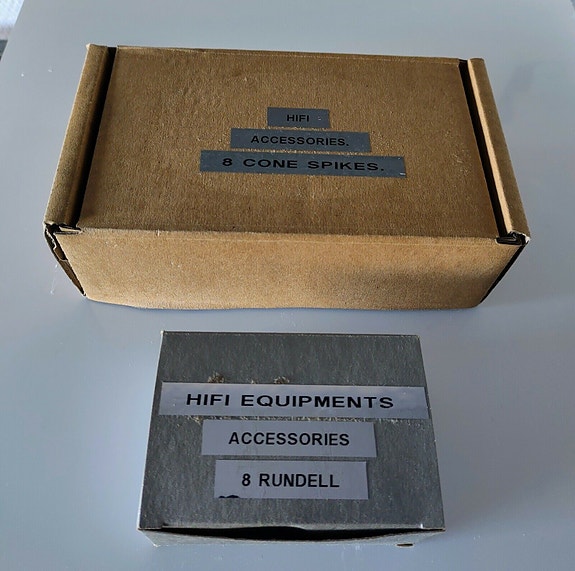 HIFI
ACCESSORIES.
8 CONE SPIKES.
HIFI EQUIPMENTS
ACCESSORIES
8 RUNDELL